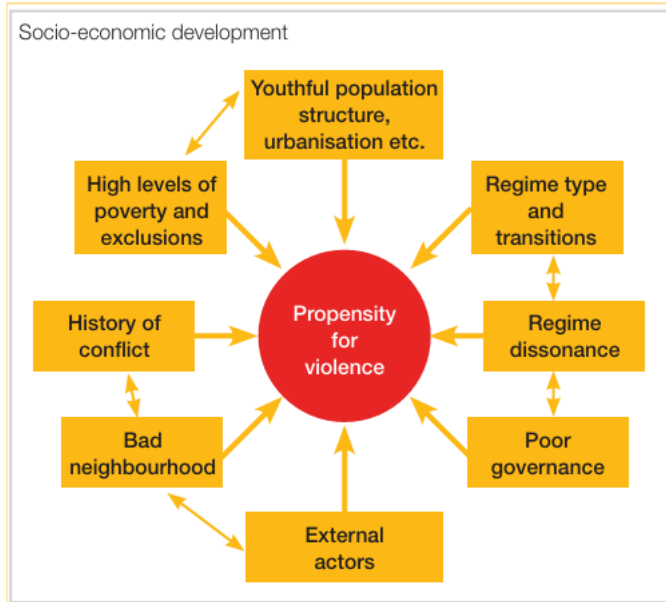 Socio-economic development
Youthful population
structure,
urbanisation etc.
High levels of
poverty and
exclusions
Regime type
and
transitions
Propensity
for
violence
History of
conflict
Regime
dissonance
Bad
neighbourhood
Poor
governance
External
actors